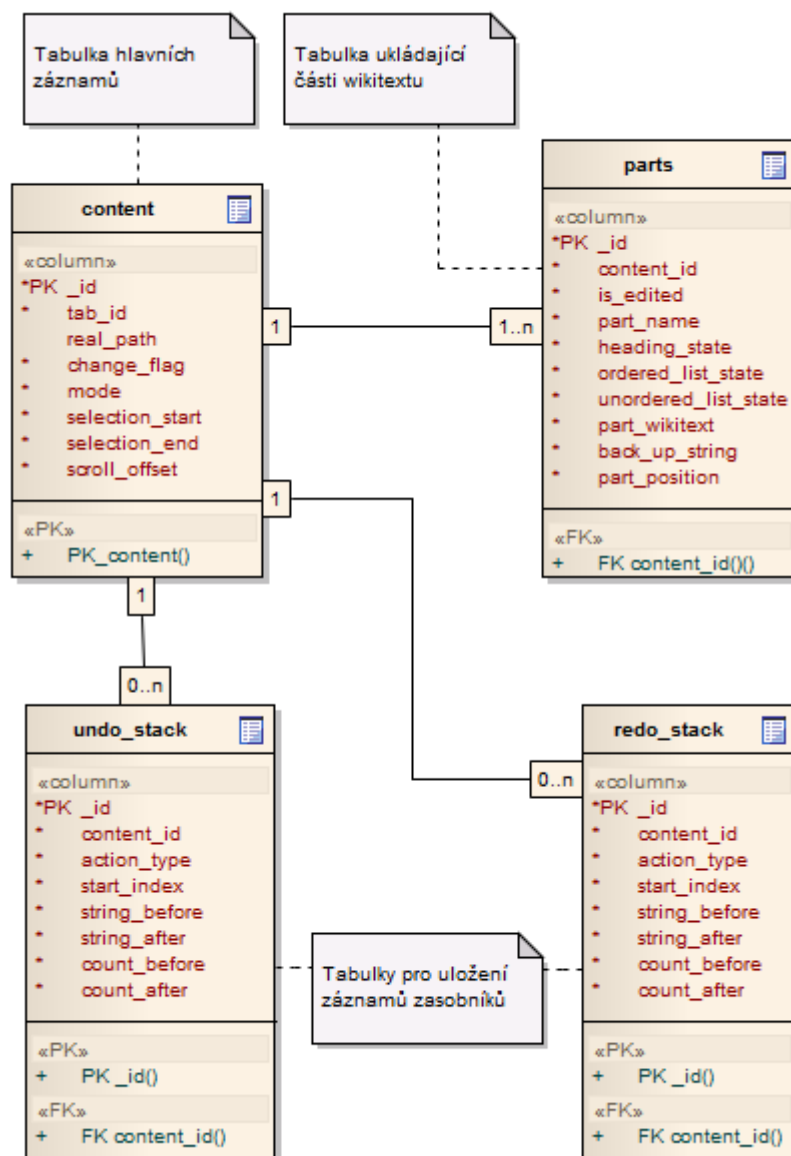 Tabulka hlavních
záznamů
Tabulka ukládající
části wikitextu
content
«column»
*PK _id
* tab_id
real_path
* change_flag
* mode
* selection_start
* selection_end
* scroll_offset
«PK»
+ PK_content()
parts
«column»
*PK _id
* content_id
* is_edited
* part_name
* heading_state
* ordered_list_state
* unordered_list_state
* part_wikitext
* back_up_string
* part_position
«FK»
+ FK content_id()()
1
1..n
1
1
0..n
0..n
undo_stack
«column»
*PK _id
* content_id
* action_type
* start_index
* string_before
* string_after
* count_before
* count_after
«PK»
+ PK _id()
«FK»
+ FK content_id()
Tabulky pro uložení
záznamů zasobníků
redo_stack
«column»
*PK _id
* content_id
* action_type
* start_index
* string_before
* string_after
* count_before
* count_after
«PK»
+ PK _id()
«FK»
+ FK content_id()